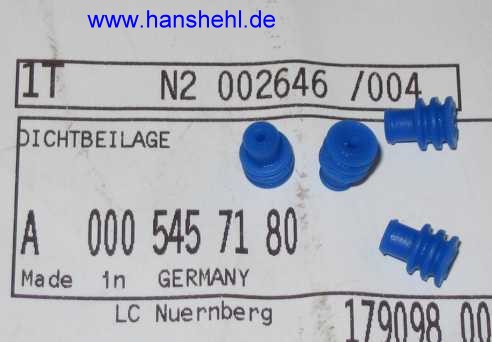 www.hanshehl.de
1T N2 002646 /004
DICHTBEILAGE
A 000 545 71 80
Made in GERMANY
LC Nuernberg
179098 00